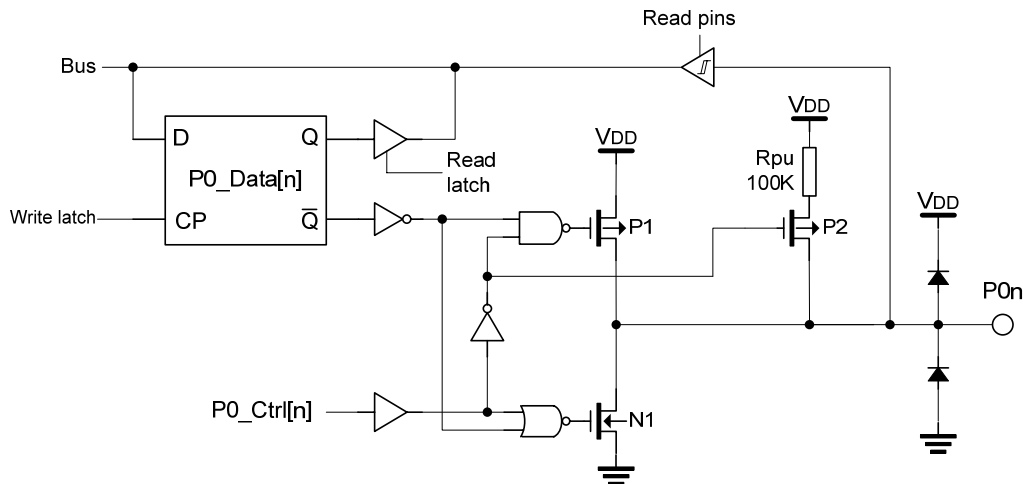 Read pins
Bus
VDD
VDD
D
Q
Rpu
100K
Read
latch
P0_Data[n]
VDD
Write latch
CP
Q
P1
P2
P0n
P0_Ctrl[n]
N1